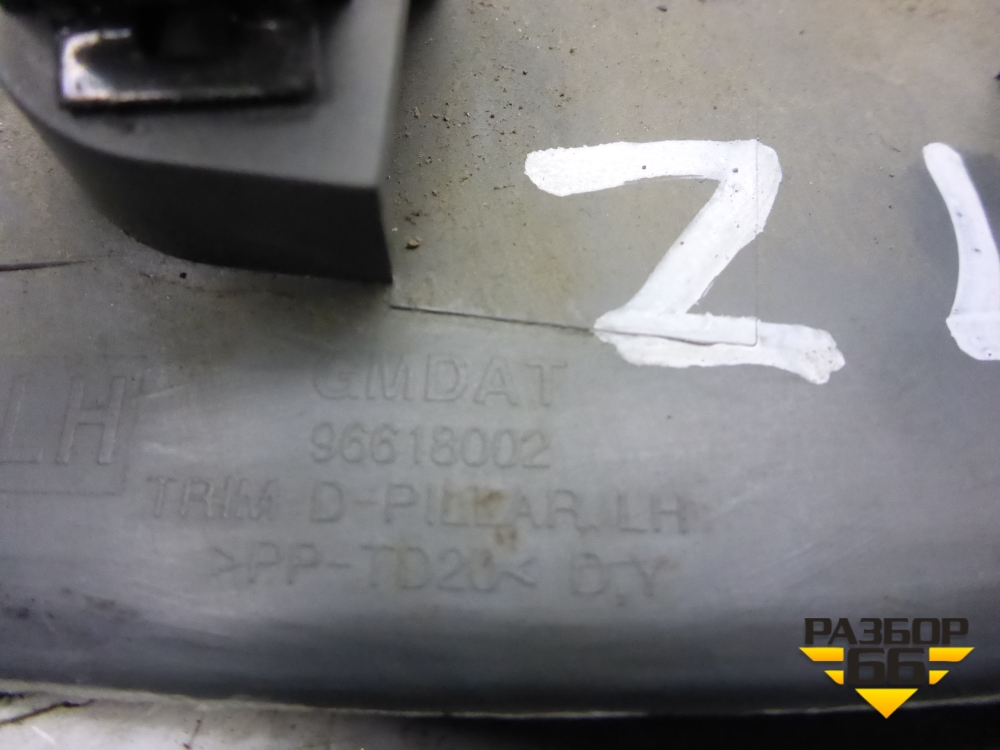 Z
LH
GMDAT
96618002
TRIM D-PILLAR, LH
>PP-TD20< D,Y
РАЗБОР
66